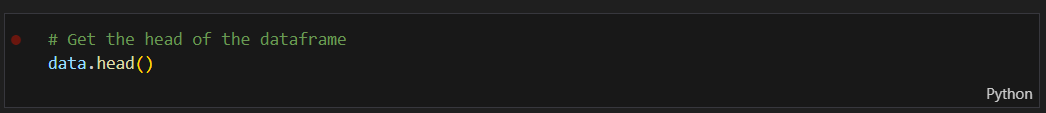 # Get the head of the dataframe
data.head()
Python